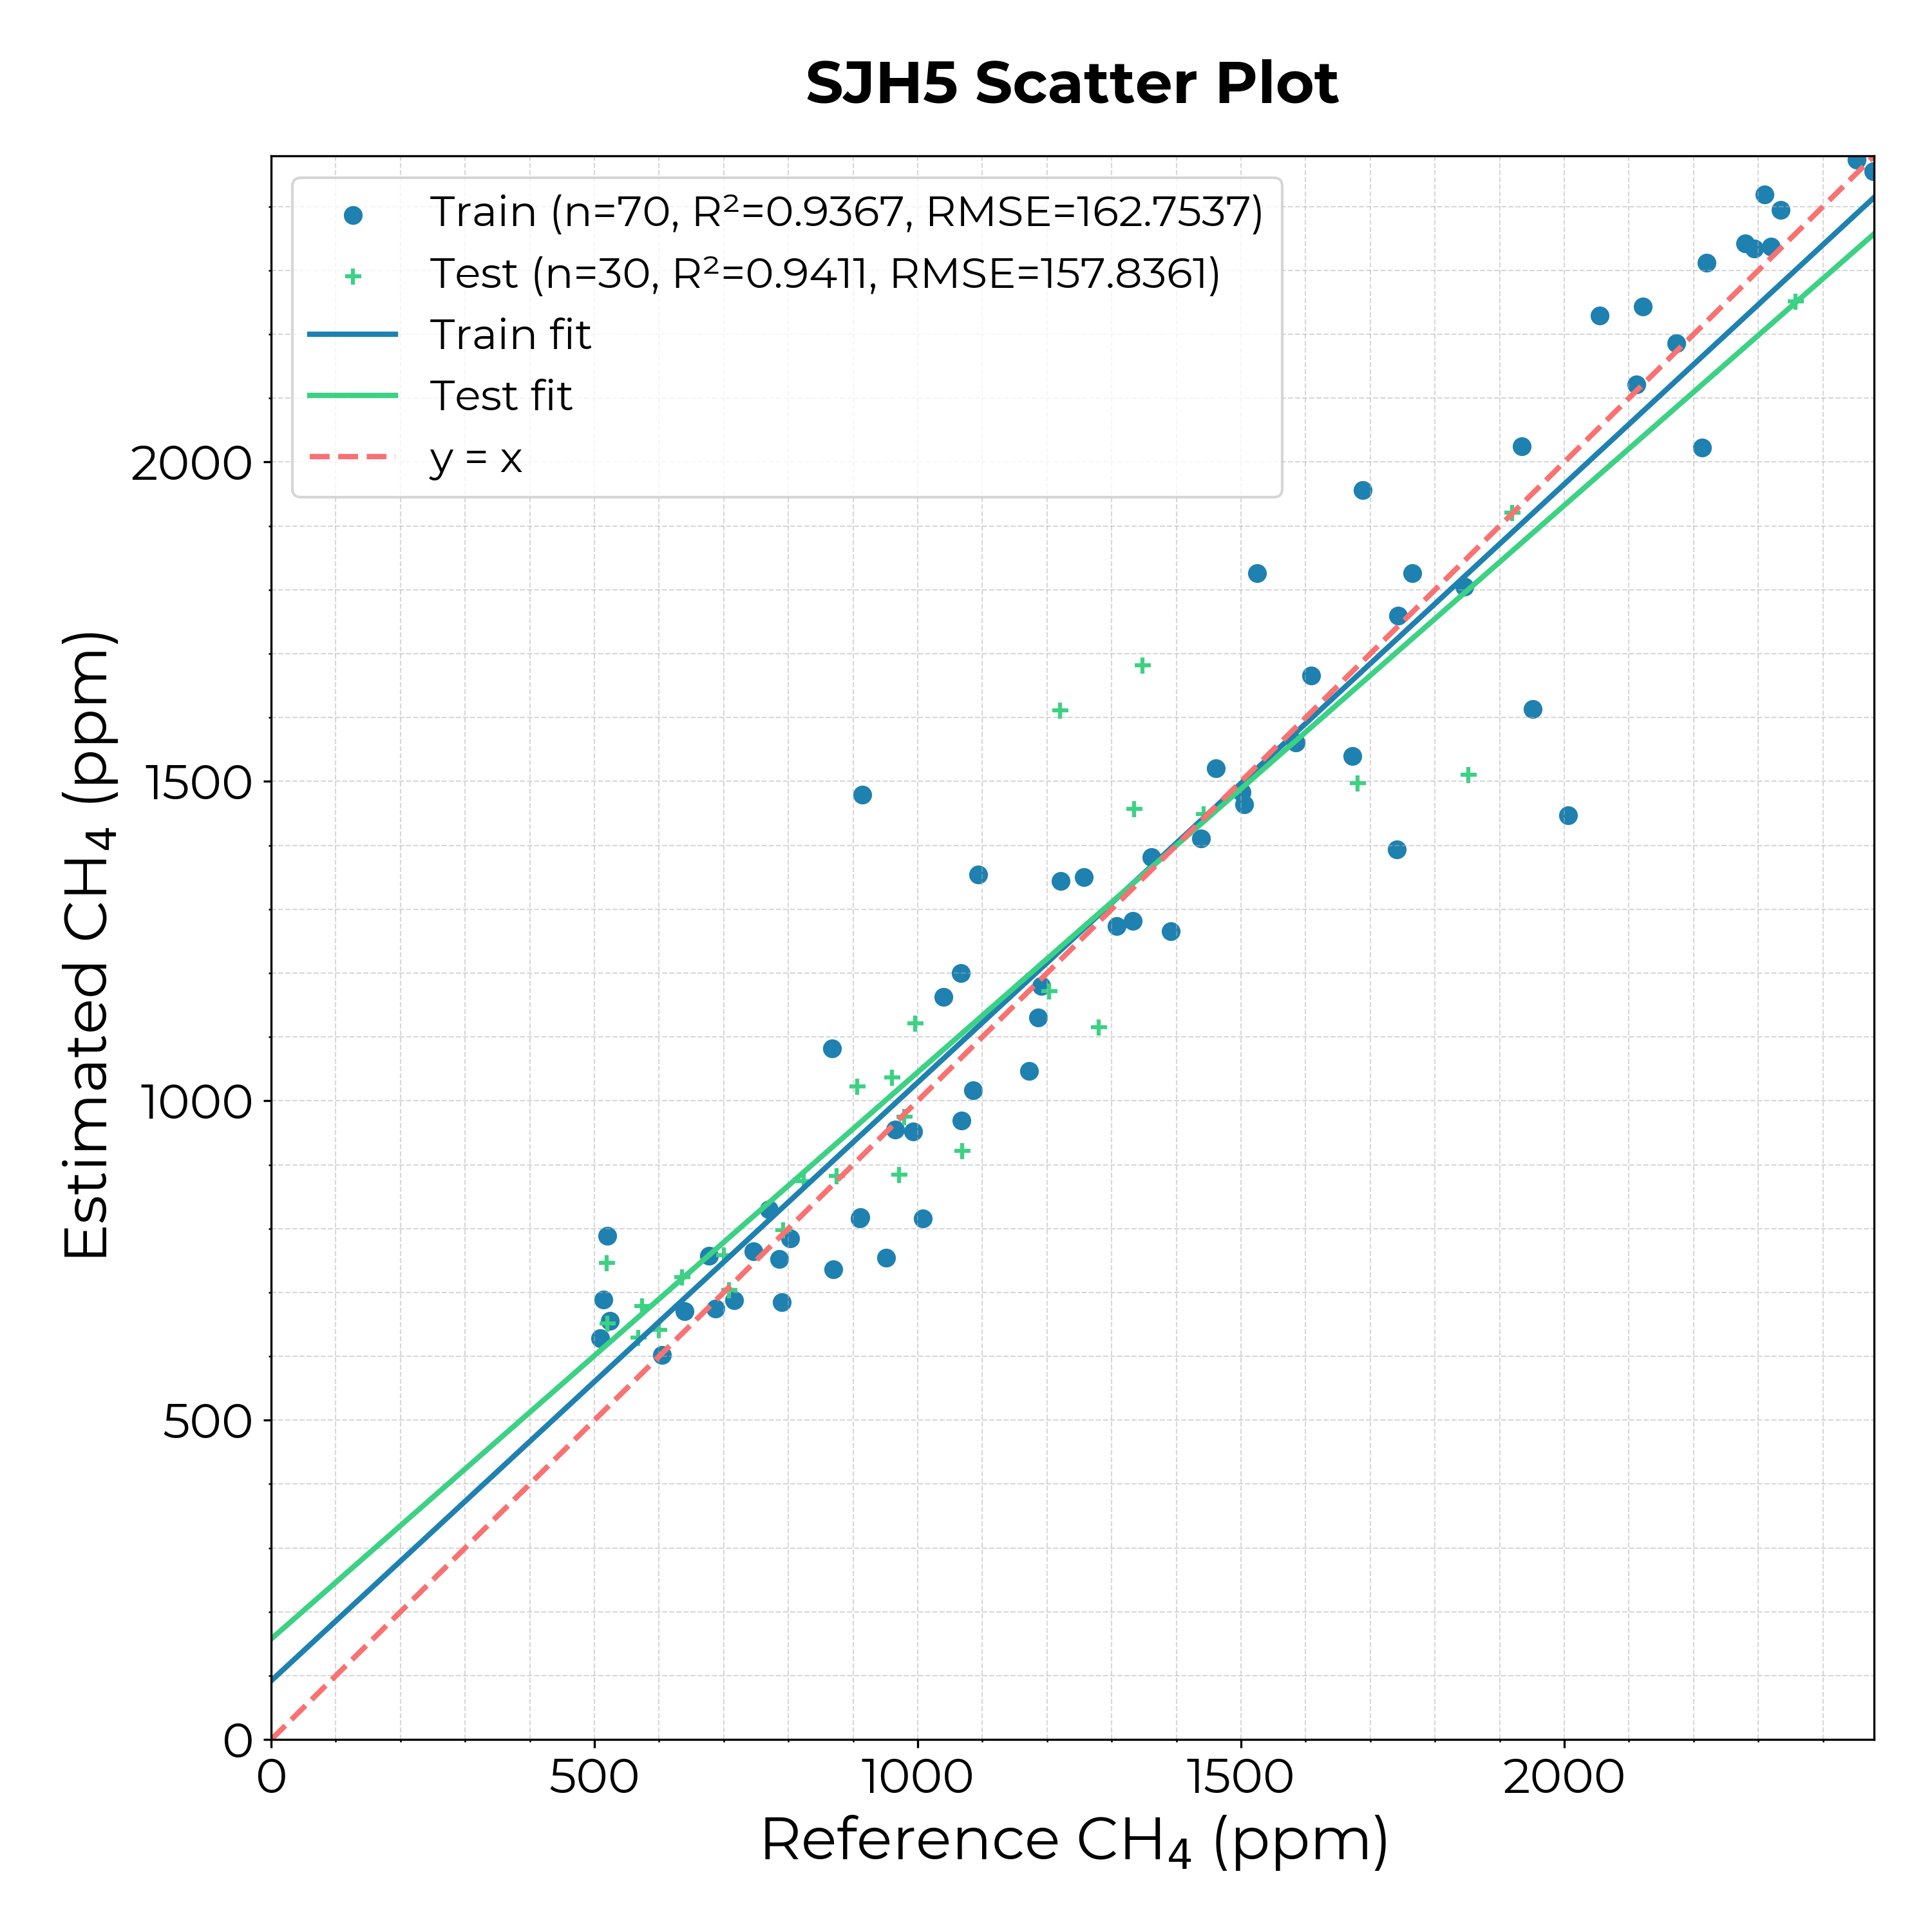 SJH5 Scatter Plot
Train (n=70, R²=0.9367, RMSE=162.7537)
Test (n=30, R²=0.9411, RMSE=157.8361)
Train fit
Test fit
y = x
Estimated CH₄ (ppm)
2000
1500
1000
500
0
0 500 1000 1500 2000
Reference CH₄ (ppm)